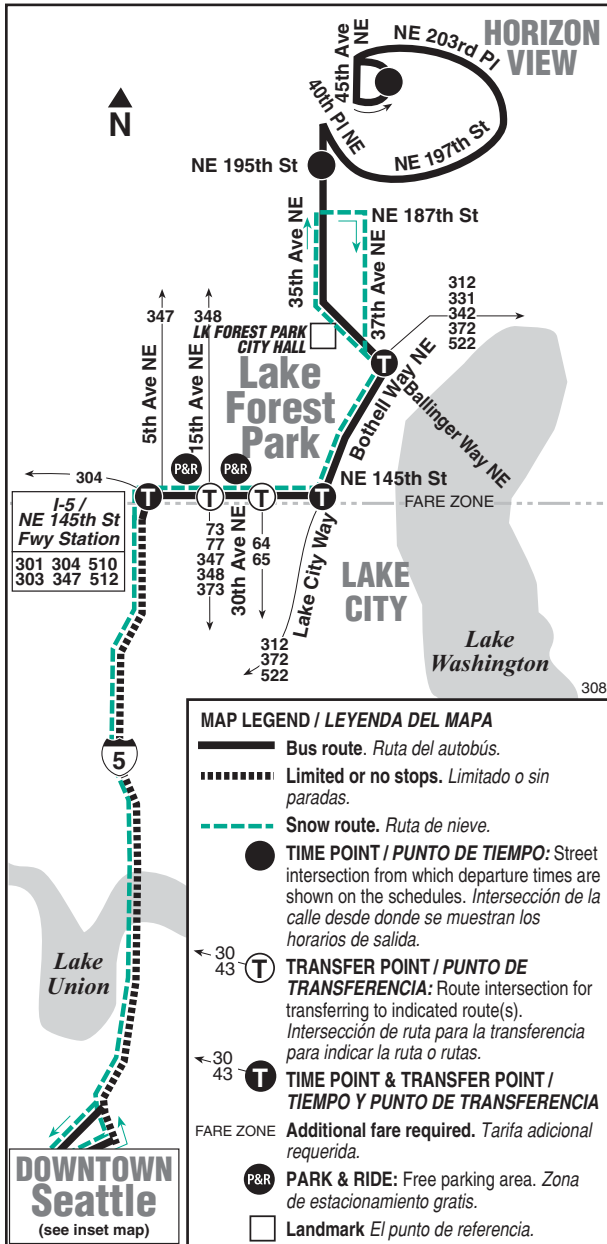 HORIZON
VIEW
NE 203rd Pl
45th Ave
NE
40th Pl NE
NE 197th St
N
NE 195th St
NE 187th St
35th Ave NE
37th Ave NE
312
331
342
372
522
347
348
LK FOREST PARK
CITY HALL
5th Ave NE
15th Ave NE
Lake
Forest
Park
Bothell Way NE
Ballinger Way NE
P&R
P&R
304
T
T
T
T
T
NE 145th St
FARE ZONE
I-5 /
NE 145th St
Fwy Station
301 304 510
303 347 512
73
77
347
348
373
30th Ave NE
64
65
Lake City Way
LAKE
CITY
312
372
522
Lake
Washington
308
5
Lake
Union
DOWNTOWN
Seattle
(see inset map)
MAP LEGEND / LEYENDA DEL MAPA
Bus route. Ruta del autobús.
Limited or no stops. Limitado o sin
paradas.
Snow route. Ruta de nieve.
TIME POINT / PUNTO DE TIEMPO: Street
intersection from which departure times are
shown on the schedules. Intersección de la
calle desde donde se muestran los
horarios de salida.
30
43
T
TRANSFER POINT / PUNTO DE
TRANSFERENCIA: Route intersection for
transferring to indicated route(s).
Intersección de ruta para la transferencia
para indicar la ruta o rutas.
30
43
T
TIME POINT & TRANSFER POINT /
TIEMPO Y PUNTO DE TRANSFERENCIA
FARE ZONE Additional fare required. Tarifa adicional
requerida.
P&R PARK & RIDE: Free parking area. Zona
de estacionamiento gratis.
Landmark El punto de referencia.